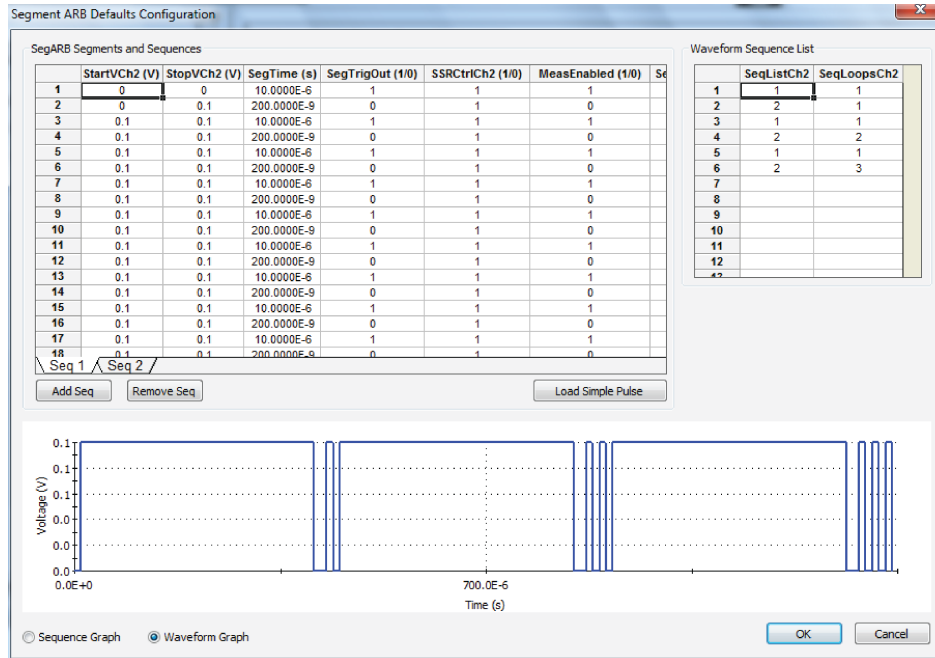 Segment ARB Defaults Configuration
x
SegARB Segments and Sequences
StartVCh2 (V) StopVCh2 (V) SegTime (s) SegTrigOut (1/0) SSRCtrlCh2 (1/0) MeasEnabled (1/0) Se
1 0 0 10.0000E-6 1 1 1
2 0 0.1 200.0000E-9 0 1 0
3 0.1 0.1 10.0000E-6 1 1 1
4 0.1 0.1 200.0000E-9 0 1 0
5 0.1 0.1 10.0000E-6 1 1 1
6 0.1 0.1 200.0000E-9 0 1 0
7 0.1 0.1 10.0000E-6 1 1 1
8 0.1 0.1 200.0000E-9 0 1 0
9 0.1 0.1 10.0000E-6 1 1 1
10 0.1 0.1 200.0000E-9 0 1 0
11 0.1 0.1 10.0000E-6 1 1 1
12 0.1 0.1 200.0000E-9 0 1 0
13 0.1 0.1 10.0000E-6 1 1 1
14 0.1 0.1 200.0000E-9 0 1 0
15 0.1 0.1 10.0000E-6 1 1 1
16 0.1 0.1 200.0000E-9 0 1 0
17 0.1 0.1 10.0000E-6 1 1 1
18 0.1 0.1 200.0000E-9 0 1 0
Seq 1 Seq 2
Add Seq Remove Seq Load Simple Pulse
Waveform Sequence List
SeqListCh2 SeqLoopsCh2
1 1 1
2 2 1
3 1 1
4 2 2
5 1 1
6 2 3
7
8
9
10
11
12
13
Voltage (V)
0.1
0.1
0.1
0.0
0.0
0.0
0.0E+0 700.0E-6
Time (s)
Sequence Graph Waveform Graph OK Cancel